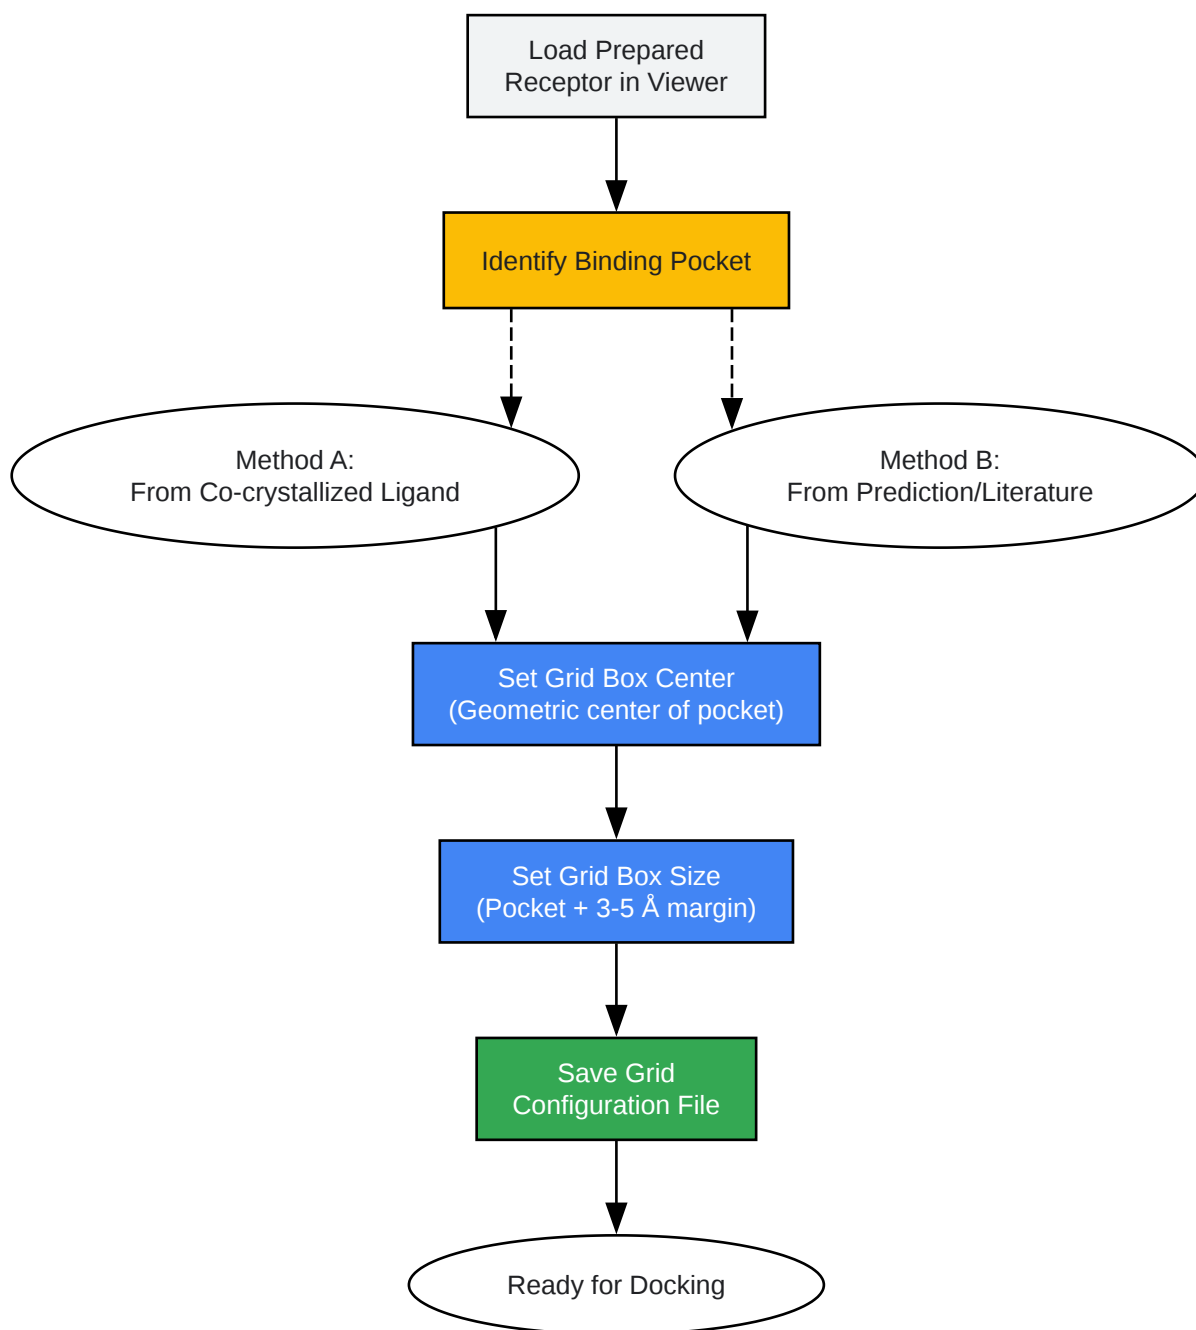 Load Prepared
Receptor in Viewer
Identify Binding Pocket
Method A:
From Co-crystallized Ligand
Method B:
From Prediction/Literature
Set Grid Box Center
(Geometric center of pocket)
Set Grid Box Size
(Pocket + 3-5 Å margin)
Save Grid
Configuration File
Ready for Docking